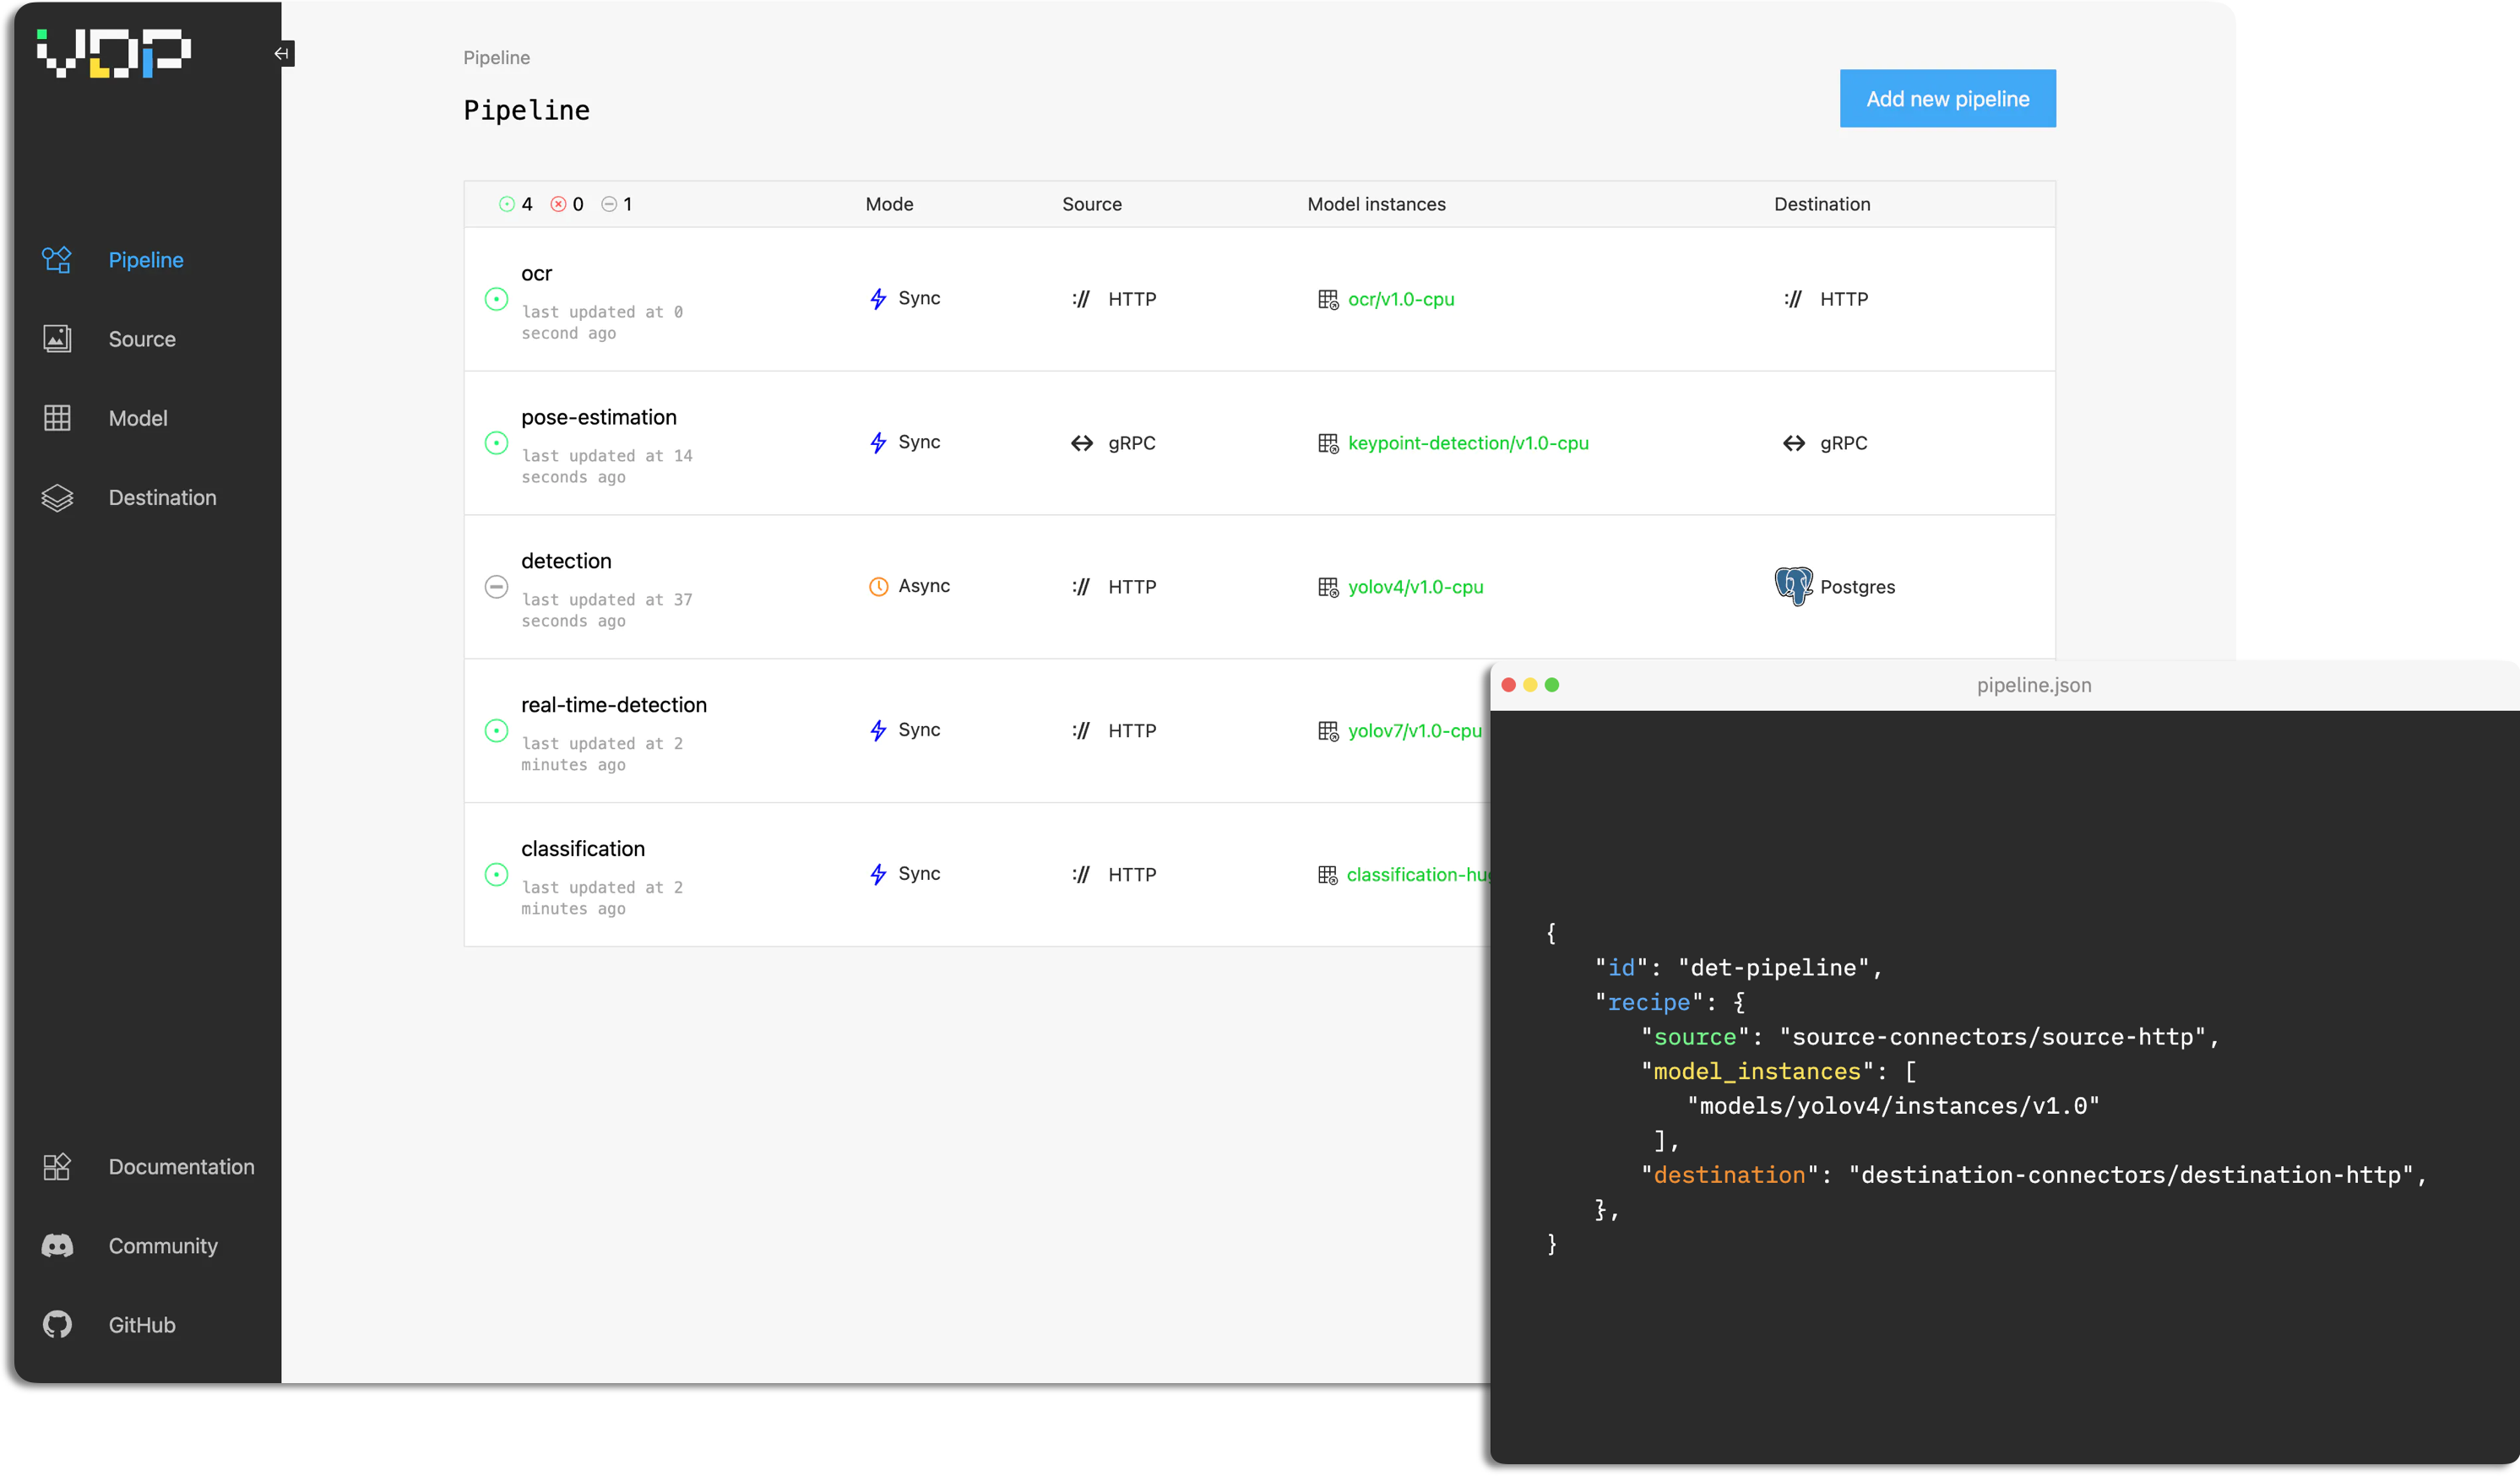 VDP
Pipeline
Source
Model
Destination
Documentation
Community
GitHub
Pipeline
Pipeline
Add new pipeline
4 0 1 Mode Source Model instances Destination
ocr
last updated at 0
second ago
Sync :// HTTP ocr/v1.0-cpu :// HTTP
pose-estimation
last updated at 14
seconds ago
Sync gRPC keypoint-detection/v1.0-cpu gRPC
detection
last updated at 37
seconds ago
Async :// HTTP yolov4/v1.0-cpu Postgres
real-time-detection
last updated at 2
minutes ago
Sync :// HTTP yolov7/v1.0-cpu
classification
last updated at 2
minutes ago
Sync :// HTTP classification-hug
pipeline.json
{
"id": "det-pipeline",
"recipe": {
"source": "source-connectors/source-http",
"model_instances": [
"models/yolov4/instances/v1.0"
],
"destination": "destination-connectors/destination-http",
},
}